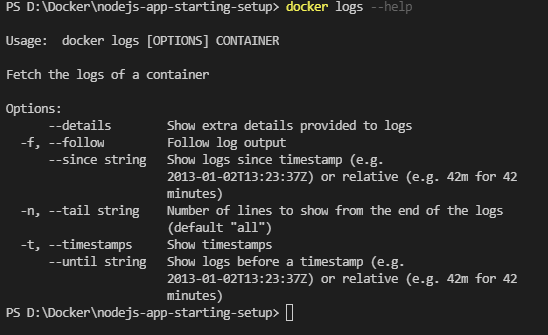 PS D:\Docker\nodejs-app-starting-setup> docker logs --help
Usage:  docker logs [OPTIONS] CONTAINER
Fetch the logs of a container
Options:
      --details        Show extra details provided to logs
  -f, --follow         Follow log output
      --since string   Show logs since timestamp (e.g.
                       2013-01-02T13:23:37Z) or relative (e.g. 42m for 42
                       minutes)
  -n, --tail string    Number of lines to show from the end of the logs
                       (default "all")
  -t, --timestamps     Show timestamps
      --until string   Show logs before a timestamp (e.g.
                       2013-01-02T13:23:37Z) or relative (e.g. 42m for 42
                       minutes)
PS D:\Docker\nodejs-app-starting-setup>